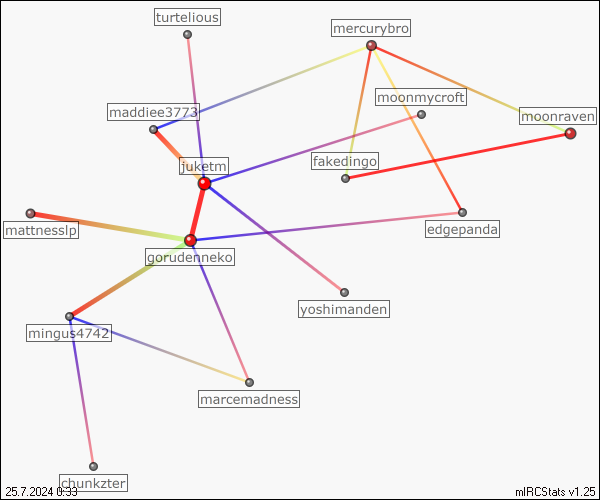 turtelious
mercurybro
moonmycroft
maddiee3773
moonraven
fakedingo
juketm
mattnesslp
edgepanda
gorudenneko
yoshimanden
mingus4742
marcemadness
chunkzter
25.7.2024 0:33
mIRCStats v1.25